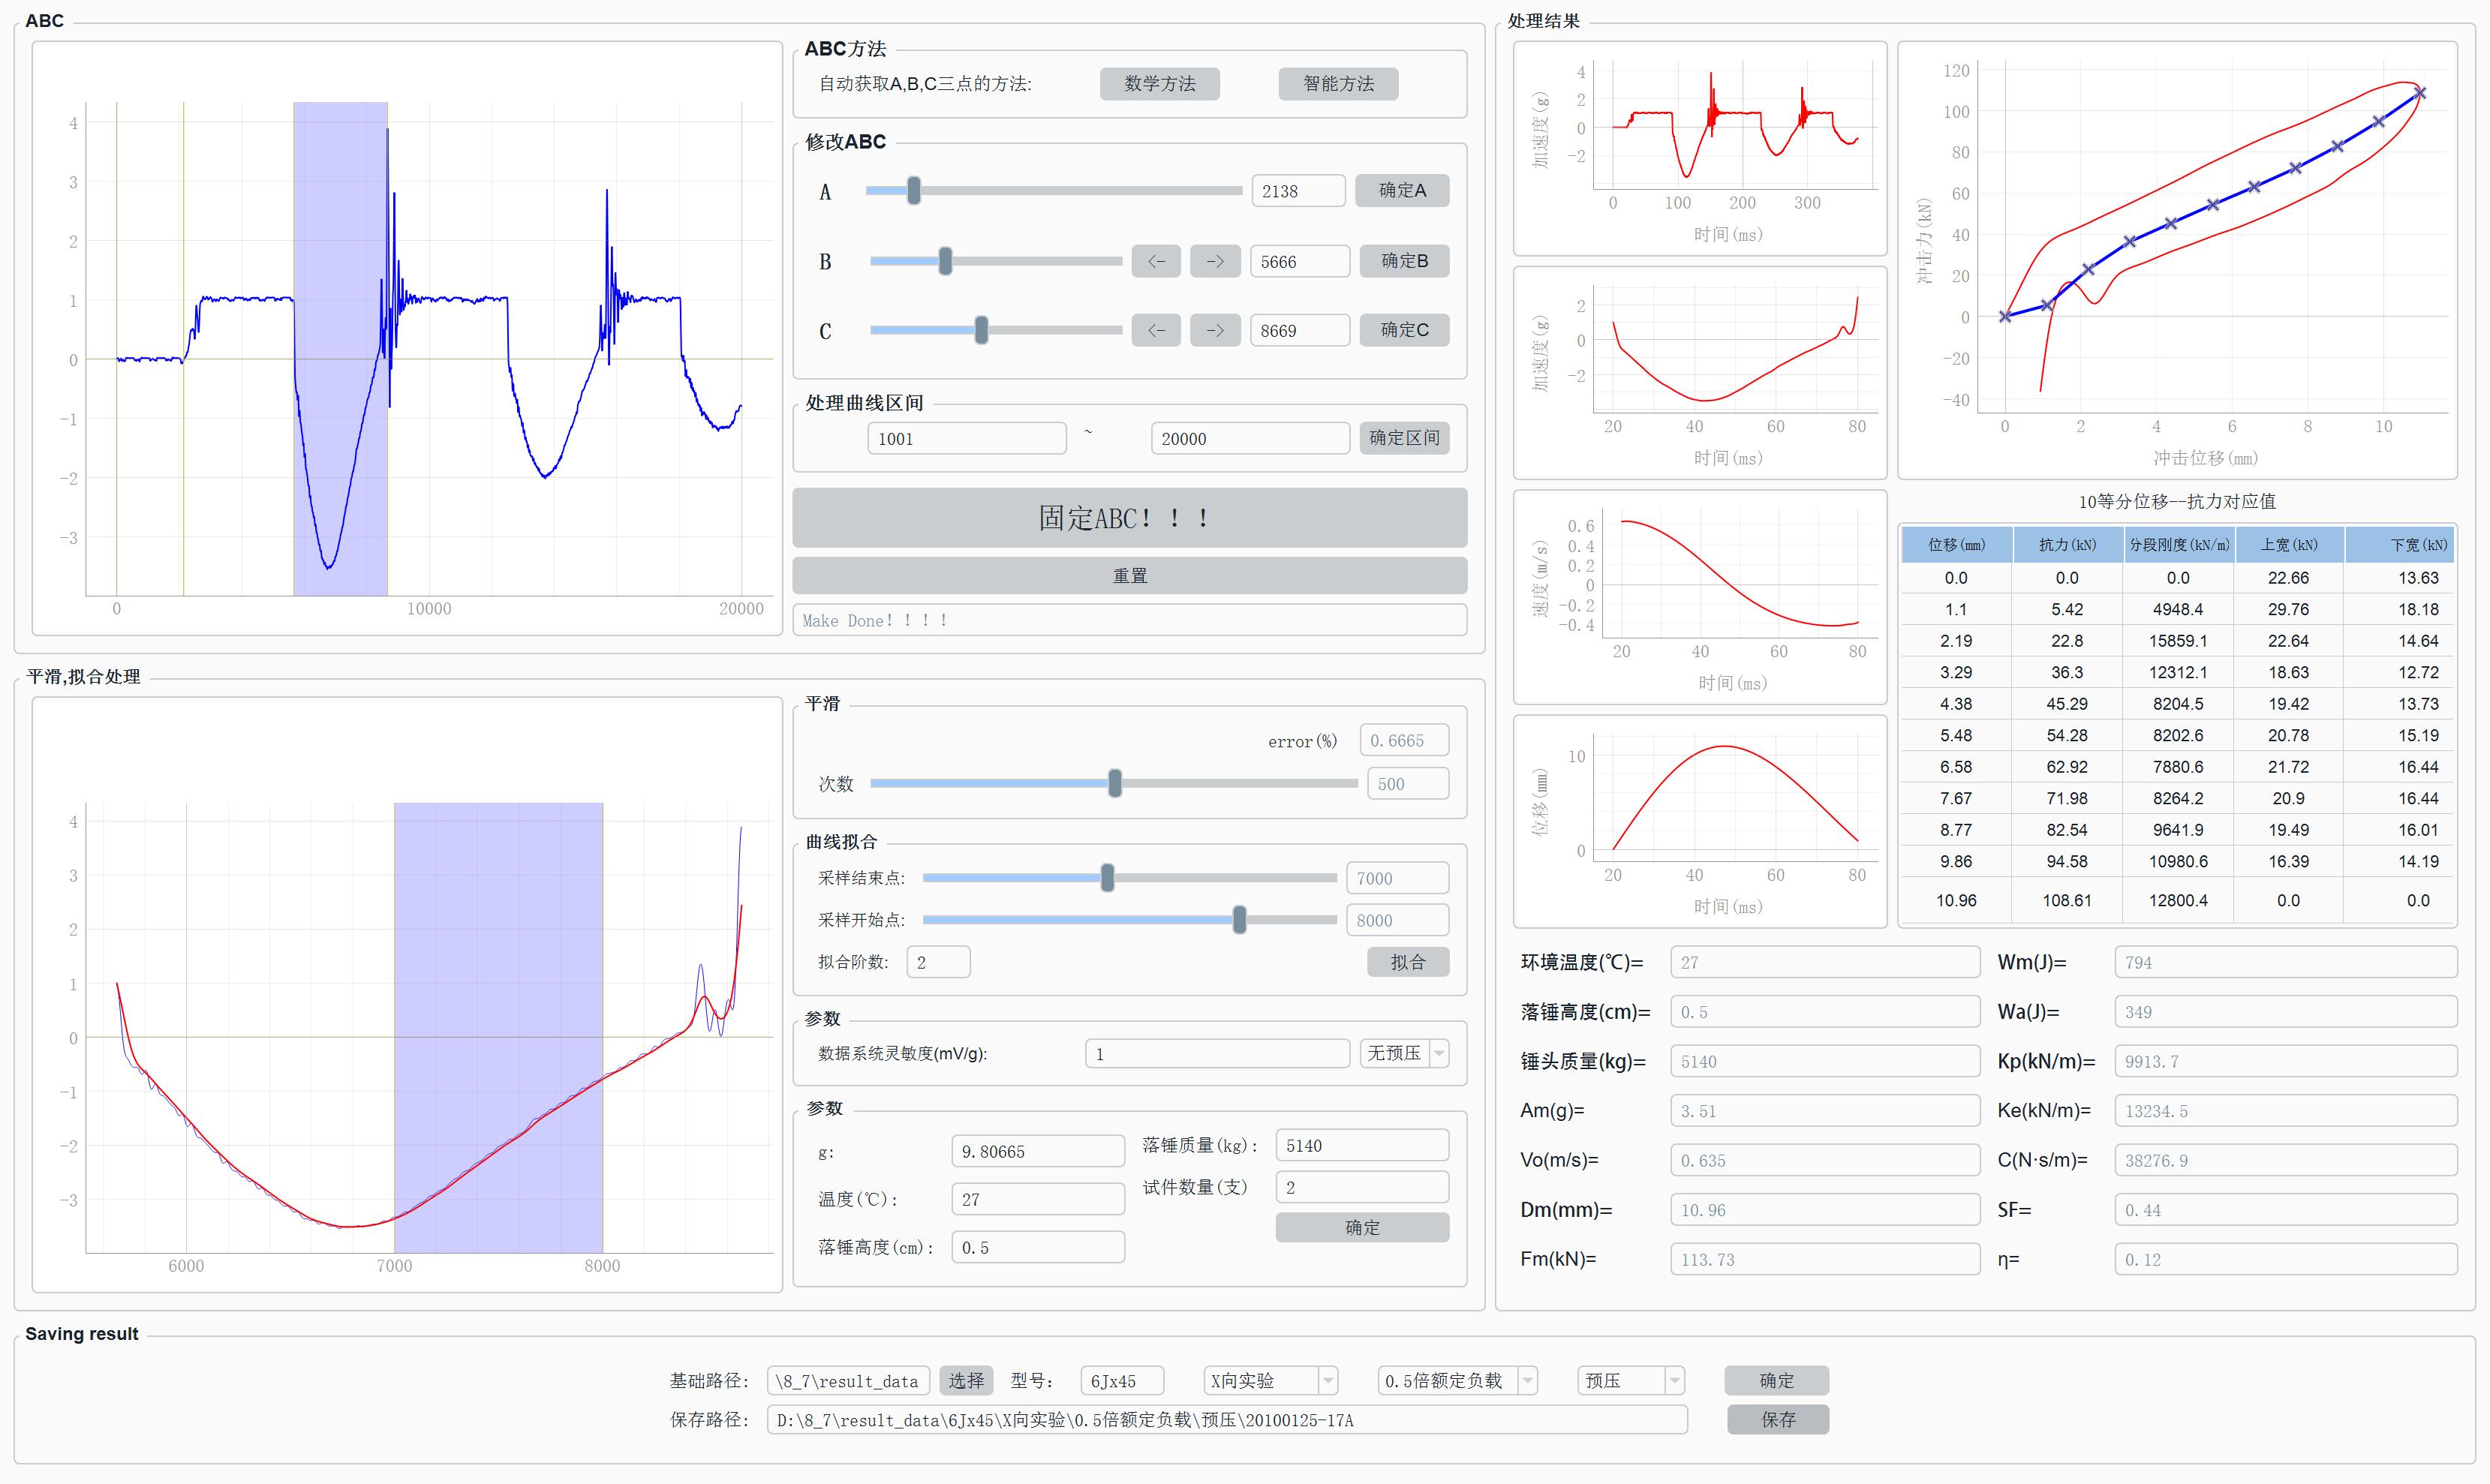 ABC
4
3
2
1
0
−1
−2
−3
0 10000 20000
ABC方法
自动获取A,B,C三点的方法: 数学方法 智能方法
修改ABC
A 2138 确定A
B <- -> 5666 确定B
C <- -> 8669 确定C
处理曲线区间
1001 ~ 20000 确定区间
固定ABC！！！
重置
Make Done！！！！
平滑,拟合处理
4
3
2
1
0
−1
−2
−3
6000 7000 8000
平滑
error(%) 0.6665
次数 500
曲线拟合
采样结束点: 7000
采样开始点: 8000
拟合阶数: 2 拟合
参数
数据系统灵敏度(mV/g): 1 无预压
参数
g: 9.80665 落锤质量(kg): 5140
温度(℃): 27 试件数量(支) 2
落锤高度(cm): 0.5 确定
处理结果
加速度(g)
4
2
0
−2
0 100 200 300
时间(ms)
加速度(g)
2
0
−2
20 40 60 80
时间(ms)
速度(m/s)
0.6
0.4
0.2
0
−0.2
−0.4
20 40 60 80
时间(ms)
位移(mm)
10
0
20 40 60 80
时间(ms)
冲击力(kN)
120
100
80
60
40
20
0
−20
−40
0 2 4 6 8 10
冲击位移(mm)
10等分位移--抗力对应值
位移(mm) 抗力(kN) 分段刚度(kN/m) 上宽(kN) 下宽(kN)
0.0 0.0 0.0 22.66 13.63
1.1 5.42 4948.4 29.76 18.18
2.19 22.8 15859.1 22.64 14.64
3.29 36.3 12312.1 18.63 12.72
4.38 45.29 8204.5 19.42 13.73
5.48 54.28 8202.6 20.78 15.19
6.58 62.92 7880.6 21.72 16.44
7.67 71.98 8264.2 20.9 16.44
8.77 82.54 9641.9 19.49 16.01
9.86 94.58 10980.6 16.39 14.19
10.96 108.61 12800.4 0.0 0.0
环境温度(℃)= 27 Wm(J)= 794
落锤高度(cm)= 0.5 Wa(J)= 349
锤头质量(kg)= 5140 Kp(kN/m)= 9913.7
Am(g)= 3.51 Ke(kN/m)= 13234.5
Vo(m/s)= 0.635 C(N·s/m)= 38276.9
Dm(mm)= 10.96 SF= 0.44
Fm(kN)= 113.73 η= 0.12
Saving result
基础路径: \8_7\result_data 选择 型号: 6Jx45 X向实验 0.5倍额定负载 预压 确定
保存路径: D:\8_7\result_data\6Jx45\X向实验\0.5倍额定负载\预压\20100125-17A 保存